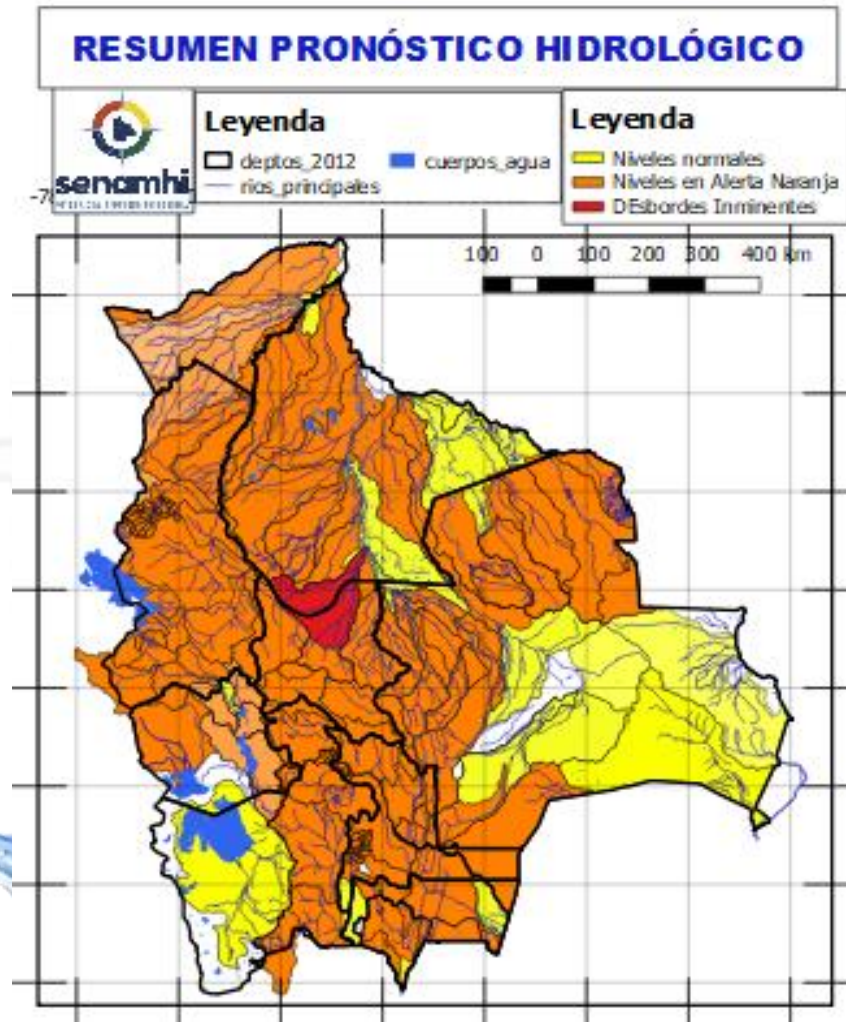 RESUMEN PRONÓSTICO HIDROLÓGICO
senamhi
Leyenda
deptos_2012
cuerpos_agua
rios_principales
Leyenda
Niveles normales
Niveles en Alerta Naranja
DEsbordes Inminentes
100 0 100 200 300 400 km